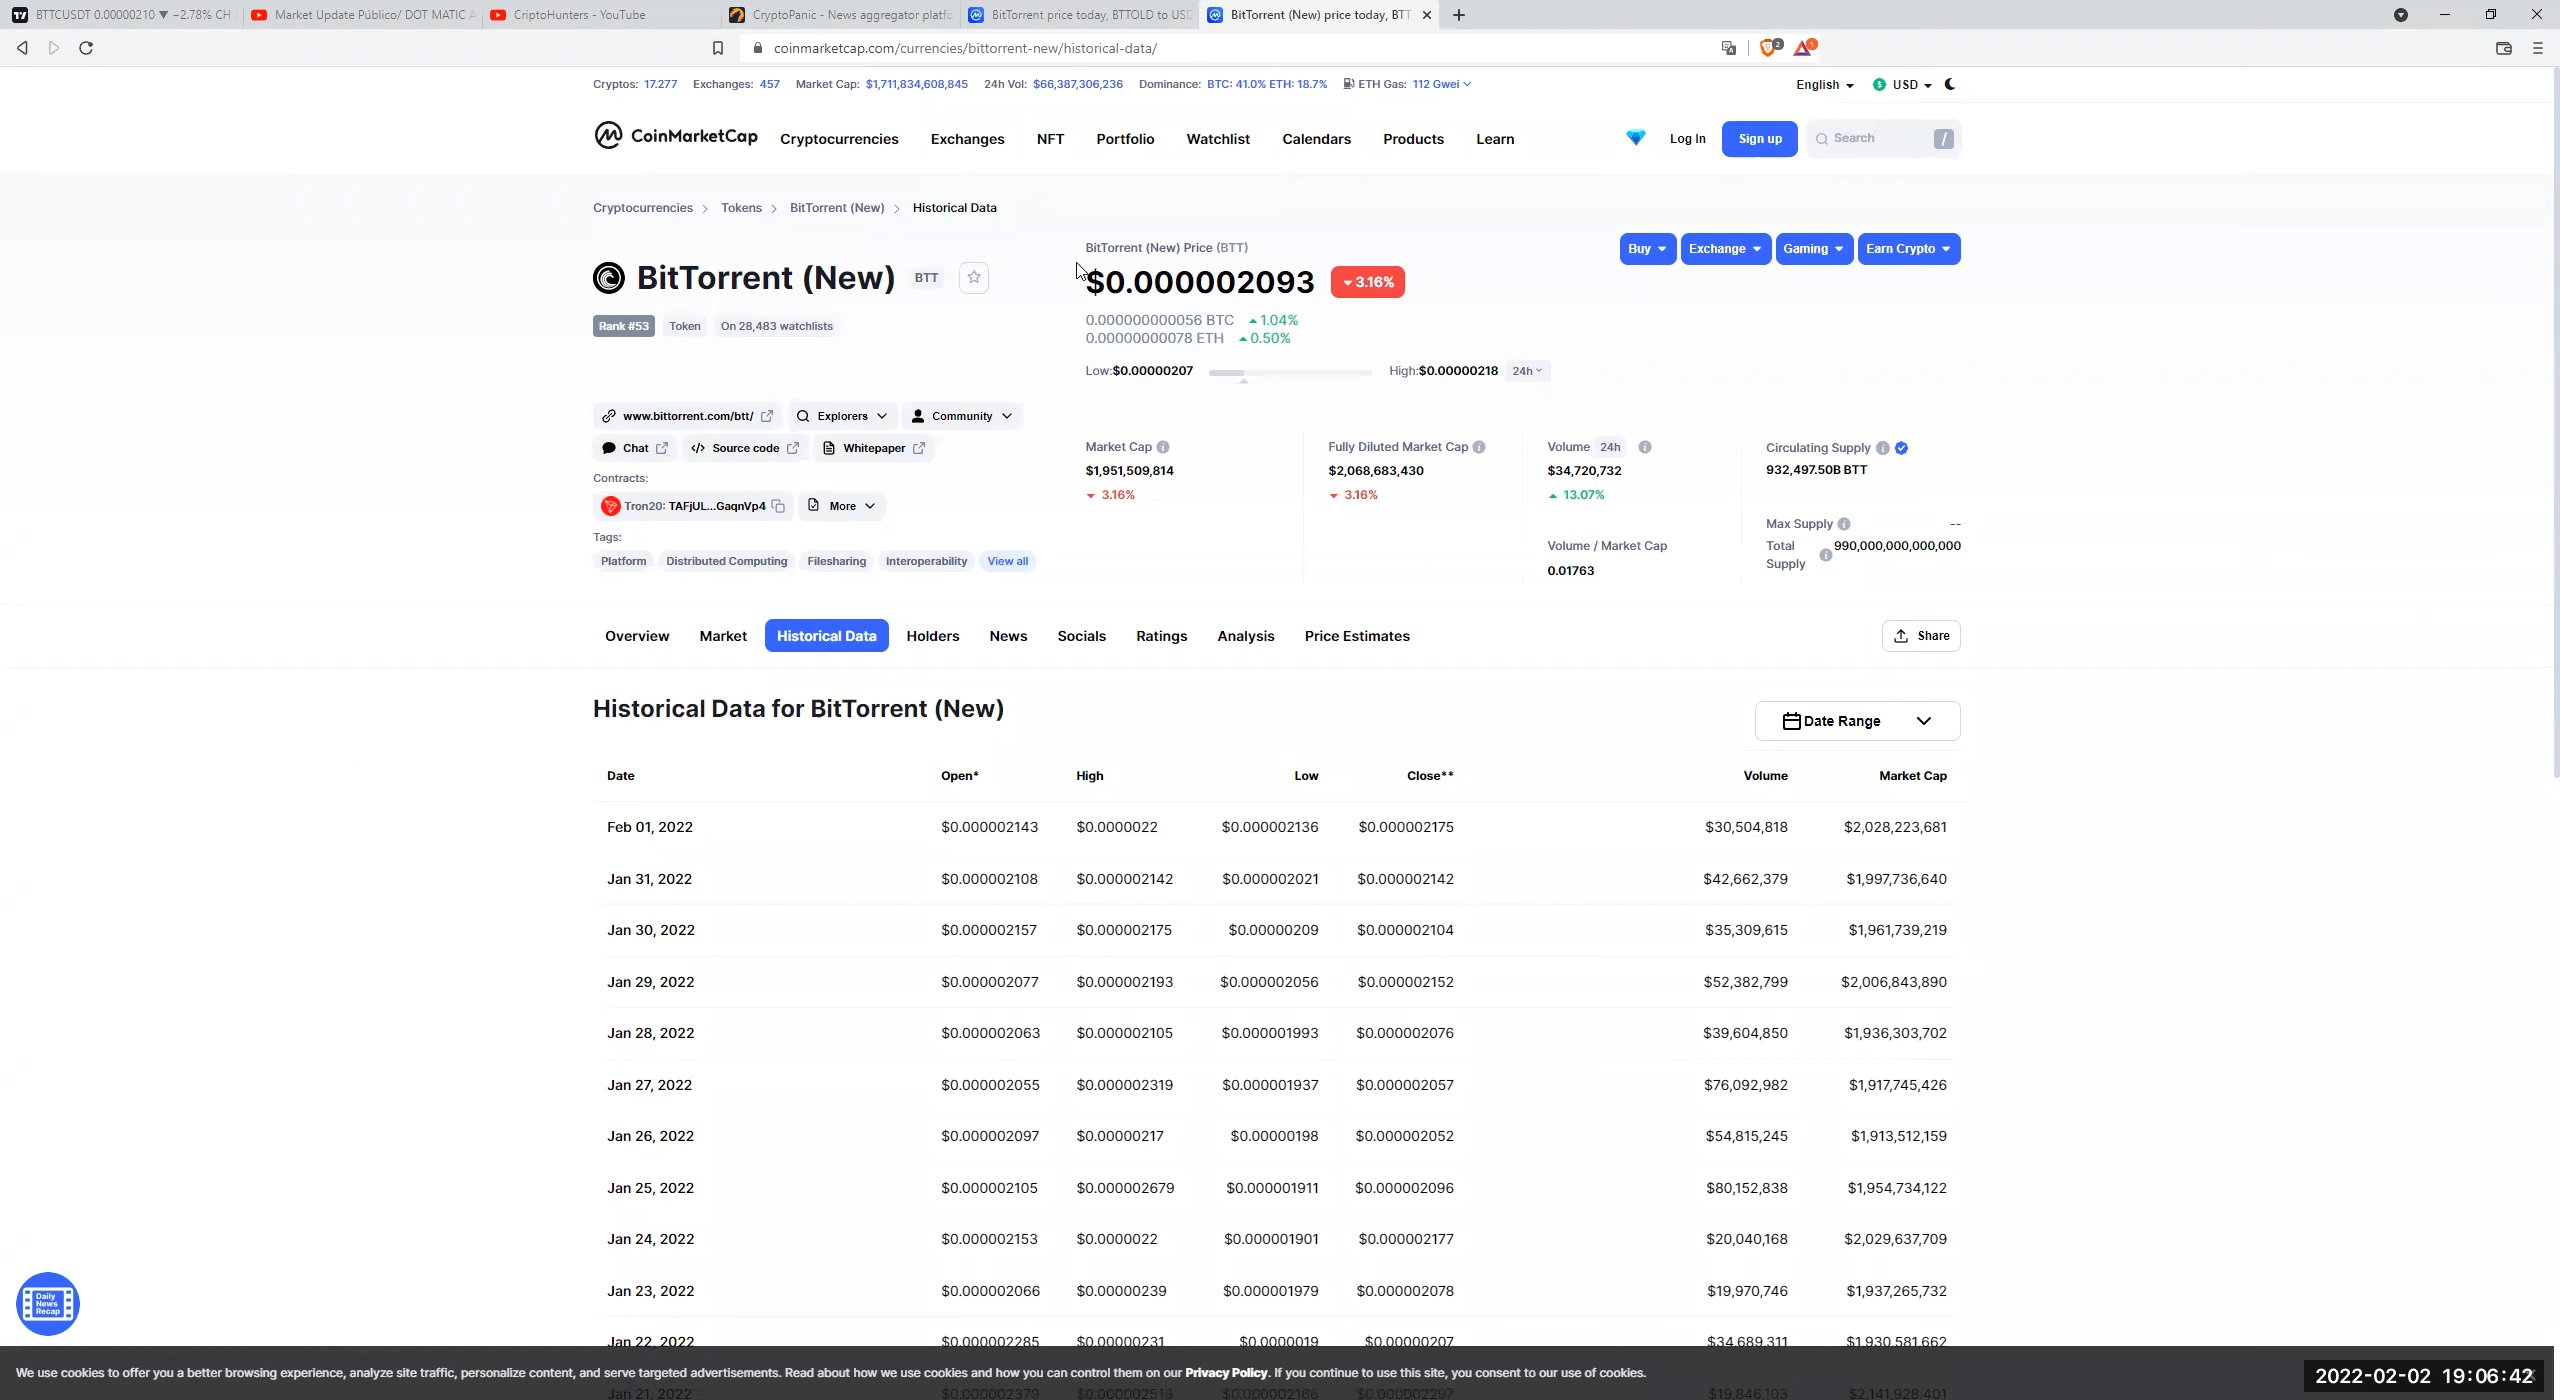 BTTCUSDT 0.00000210 ▼ −2.78% CH
Market Update Público/ DOT MATIC A
CriptoHunters - YouTube
CryptoPanic - News aggregator platfo
BitTorrent price today, BTTOLD to USD
BitTorrent (New) price today, BTT
coinmarketcap.com/currencies/bittorrent-new/historical-data/
2
1
Cryptos: 17.277 Exchanges: 457 Market Cap: $1,711,834,608,845 24h Vol: $66,387,306,236 Dominance: BTC: 41.0% ETH: 18.7% ETH Gas: 112 Gwei
English USD
CoinMarketCap Cryptocurrencies Exchanges NFT Portfolio Watchlist Calendars Products Learn Log In Sign up Search /
Cryptocurrencies > Tokens > BitTorrent (New) > Historical Data
BitTorrent (New) BTT
Rank #53 Token On 28,483 watchlists
BitTorrent (New) Price (BTT)
$0.000002093 3.16%
0.000000000056 BTC 1.04%
0.00000000078 ETH 0.50%
Low:$0.00000207 High:$0.00000218 24h
Buy Exchange Gaming Earn Crypto
www.bittorrent.com/btt/ Explorers Community
Chat Source code Whitepaper
Contracts:
Tron20: TAFjUL...GaqnVp4 More
Tags:
Platform Distributed Computing Filesharing Interoperability View all
Market Cap
$1,951,509,814
3.16%
Fully Diluted Market Cap
$2,068,683,430
3.16%
Volume 24h
$34,720,732
13.07%
Volume / Market Cap
0.01763
Circulating Supply
932,497.50B BTT
Max Supply --
Total Supply 990,000,000,000,000
Overview Market Historical Data Holders News Socials Ratings Analysis Price Estimates Share
Historical Data for BitTorrent (New)
Date Range
Date Open* High Low Close** Volume Market Cap
Feb 01, 2022 $0.000002143 $0.0000022 $0.000002136 $0.000002175 $30,504,818 $2,028,223,681
Jan 31, 2022 $0.000002108 $0.000002142 $0.000002021 $0.000002142 $42,662,379 $1,997,736,640
Jan 30, 2022 $0.000002157 $0.000002175 $0.00000209 $0.000002104 $35,309,615 $1,961,739,219
Jan 29, 2022 $0.000002077 $0.000002193 $0.000002056 $0.000002152 $52,382,799 $2,006,843,890
Jan 28, 2022 $0.000002063 $0.000002105 $0.000001993 $0.000002076 $39,604,850 $1,936,303,702
Jan 27, 2022 $0.000002055 $0.000002319 $0.000001937 $0.000002057 $76,092,982 $1,917,745,426
Jan 26, 2022 $0.000002097 $0.00000217 $0.00000198 $0.000002052 $54,815,245 $1,913,512,159
Jan 25, 2022 $0.000002105 $0.000002679 $0.000001911 $0.000002096 $80,152,838 $1,954,734,122
Jan 24, 2022 $0.000002153 $0.0000022 $0.000001901 $0.000002177 $20,040,168 $2,029,637,709
Jan 23, 2022 $0.000002066 $0.00000239 $0.000001979 $0.000002078 $19,970,746 $1,937,265,732
Jan 22, 2022 $0.000002285 $0.00000231 $0.0000019 $0.00000207 $34,689,311 $1,930,581,662
Daily News Recap
We use cookies to offer you a better browsing experience, analyze site traffic, personalize content, and serve targeted advertisements. Read about how we use cookies and how you can control them on our Privacy Policy. If you continue to use this site, you consent to our use of cookies.
2022-02-02 19:06:42
Jan 21, 2022 $0.000002379 $0.000002516 $0.000002166 $0.000002297 $19,846,103 $2,141,928,401